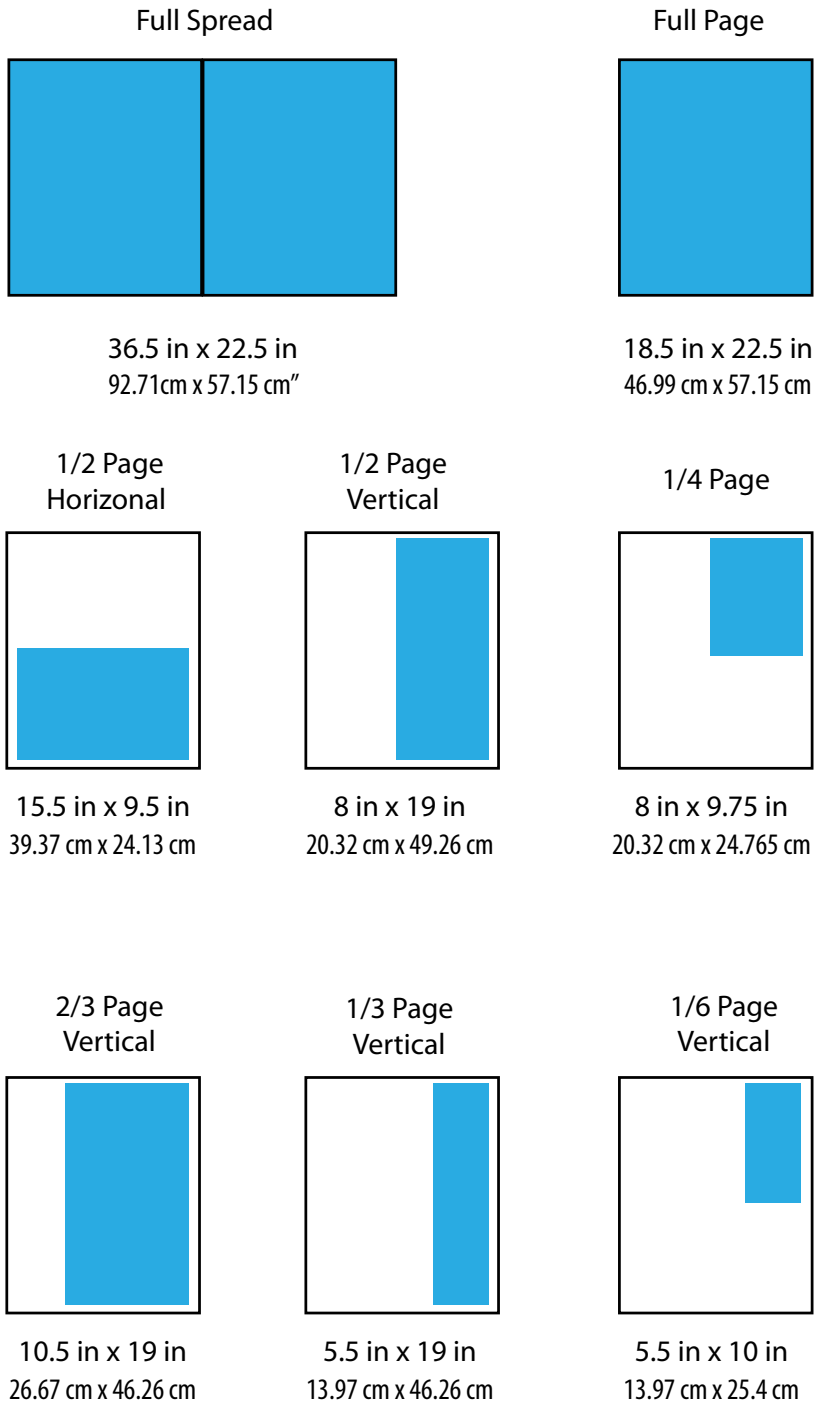 Full Spread
Full Page
36.5 in x 22.5 in
92.71cm x 57.15 cm”
18.5 in x 22.5 in
46.99 cm x 57.15 cm
1/2 Page
Horizonal
1/2 Page
Vertical
1/4 Page
15.5 in x 9.5 in
39.37 cm x 24.13 cm
8 in x 19 in
20.32 cm x 49.26 cm
8 in x 9.75 in
20.32 cm x 24.765 cm
2/3 Page
Vertical
1/3 Page
Vertical
1/6 Page
Vertical
10.5 in x 19 in
26.67 cm x 46.26 cm
5.5 in x 19 in
13.97 cm x 46.26 cm
5.5 in x 10 in
13.97 cm x 25.4 cm